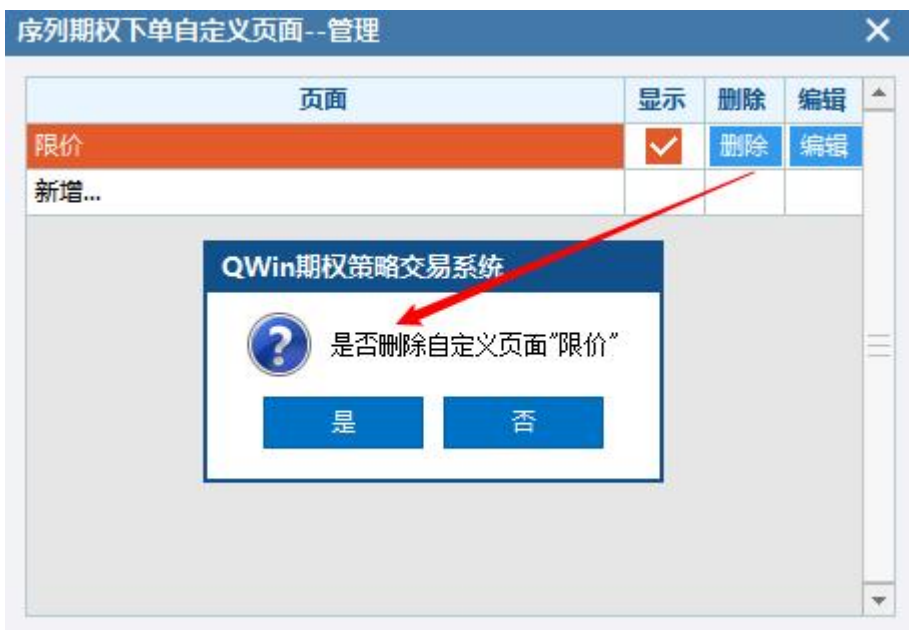 序列期权下单自定义页面--管理
页面 显示 删除 编辑
限价 删除 编辑
新增...
QWin期权策略交易系统
是否删除自定义页面"限价"
是 否